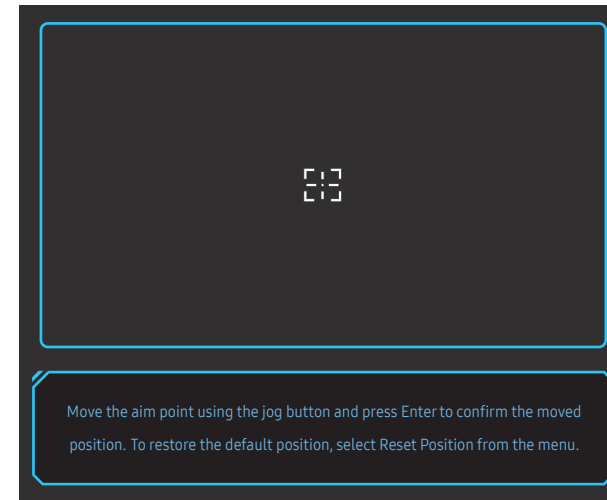 Move the aim point using the jog button and press Enter to confirm the moved
position. To restore the default position, select Reset Position from the menu.